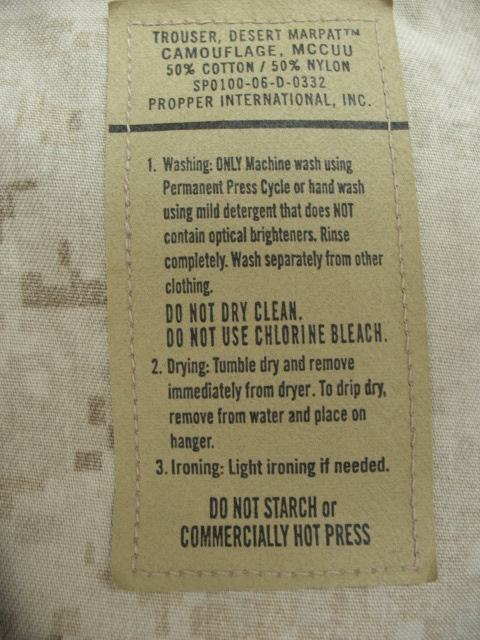 TROUSER, DESERT MARPAT™
CAMOUFLAGE, MCCUU
50% COTTON / 50% NYLON
SP0100-06-D-0332
PROPPER INTERNATIONAL, INC.
1. Washing: ONLY Machine wash using
Permanent Press Cycle or hand wash
using mild detergent that does NOT
contain optical brighteners. Rinse
completely. Wash separately from other
clothing.
DO NOT DRY CLEAN.
DO NOT USE CHLORINE BLEACH.
2. Drying: Tumble dry and remove
immediately from dryer. To drip dry,
remove from water and place on
hanger.
3. Ironing: Light ironing if needed.
DO NOT STARCH or
COMMERCIALLY HOT PRESS